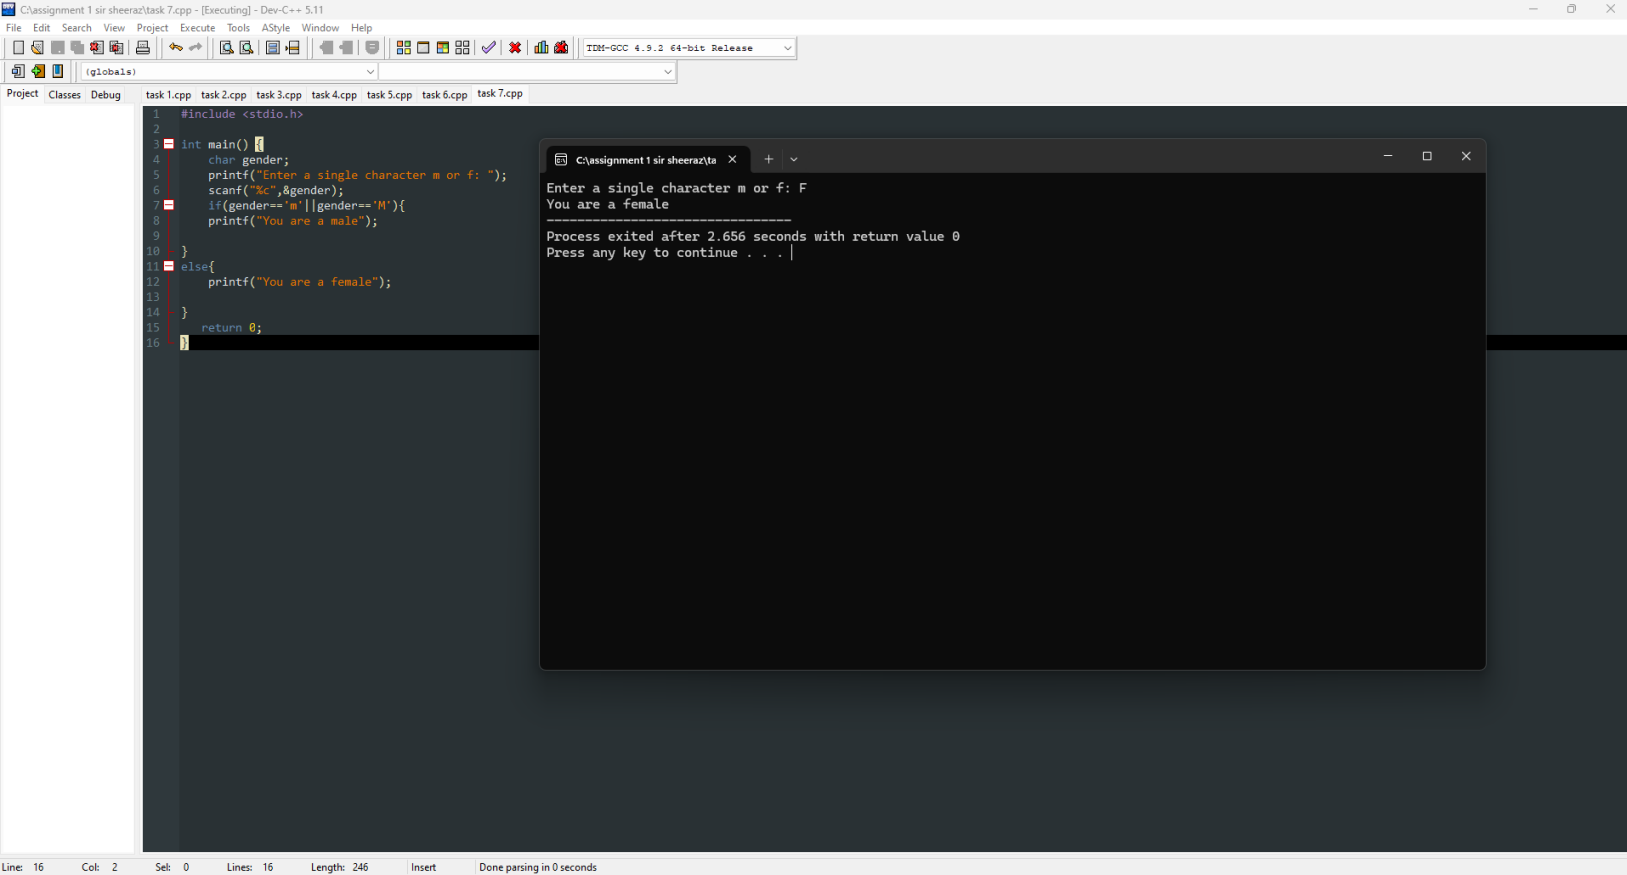 C:\assignment 1 sir sheeraz\task 7.cpp - [Executing] - Dev-C++ 5.11
File Edit Search View Project Execute Tools AStyle Window Help
TDM-GCC 4.9.2 64-bit Release
(globals)
Project Classes Debug task 1.cpp task 2.cpp task 3.cpp task 4.cpp task 5.cpp task 6.cpp task 7.cpp
1 #include <stdio.h>
2
3 int main() {
4 char gender;
5 printf("Enter a single character m or f: ");
6 scanf("%c",&gender);
7 if(gender=='m'||gender=='M'){
8 printf("You are a male");
9
10 }
11 else{
12 printf("You are a female");
13
14 }
15 return 0;
16 }
C:\assignment 1 sir sheeraz\ta
Enter a single character m or f: F
You are a female
--------------------------------
Process exited after 2.656 seconds with return value 0
Press any key to continue . . .
Line: 16 Col: 2 Sel: 0 Lines: 16 Length: 246 Insert Done parsing in 0 seconds